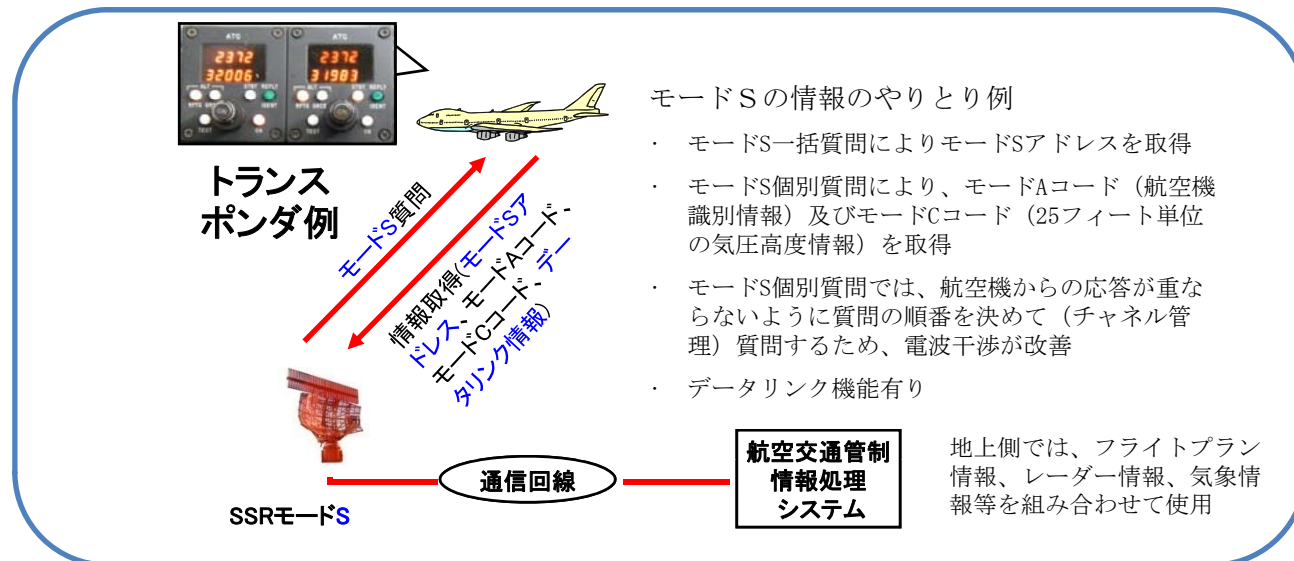 ATC
2372
32006
ALT
RPTG
STBY
REPLY
IDENT
TEST
ON
ATC
2372
31983
ALT
RPTG
STBY
REPLY
IDENT
TEST
ON
トランス
ポンダ例
モードS質問
情報取得(モードSア
ドレス、モードAコード、
モードCコード、デー
タリンク情報)
SSRモードS
通信回線
航空交通管制
情報処理
システム
モードＳの情報のやりとり例
· モードS一括質問によりモードSアドレスを取得
· モードS個別質問により、モードAコード（航空機
識別情報）及びモードCコード（25フィート単位
の気圧高度情報）を取得
· モードS個別質問では、航空機からの応答が重な
らないように質問の順番を決めて（チャネル管
理）質問するため、電波干渉が改善
· データリンク機能有り
地上側では、フライトプラン
情報、レーダー情報、気象情
報等を組み合わせて使用